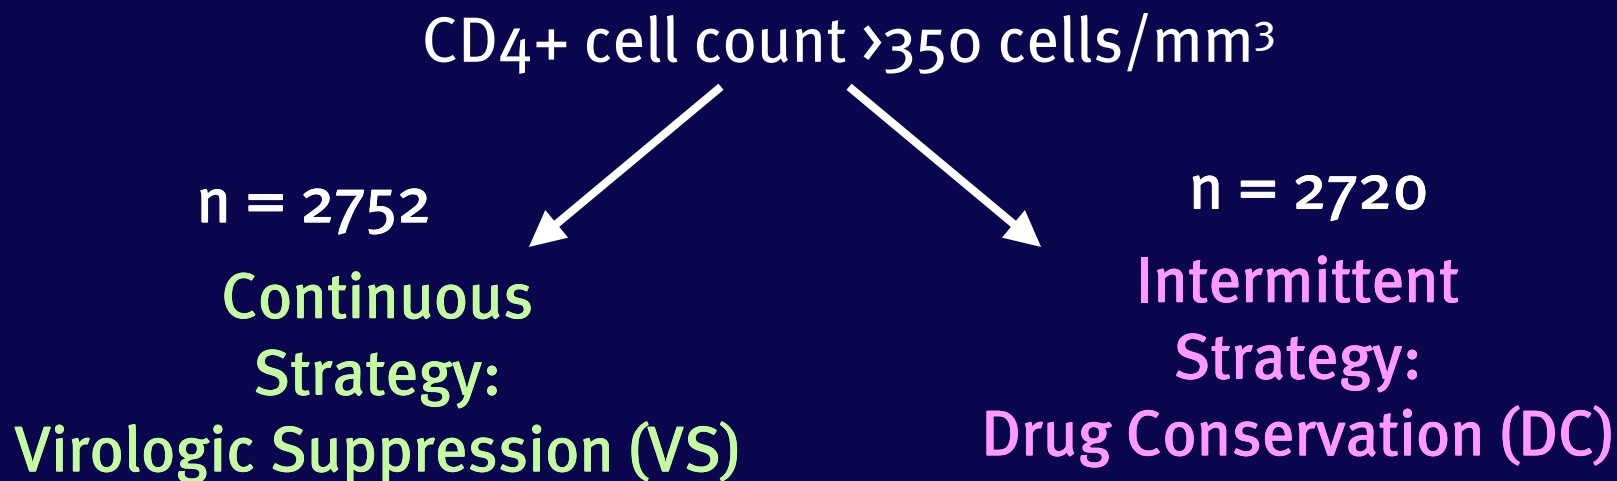 CD4+ cell count >350 cells/mm³
n = 2752
Continuous
Strategy:
Virologic Suppression (VS)
n = 2720
Intermittent
Strategy:
Drug Conservation (DC)